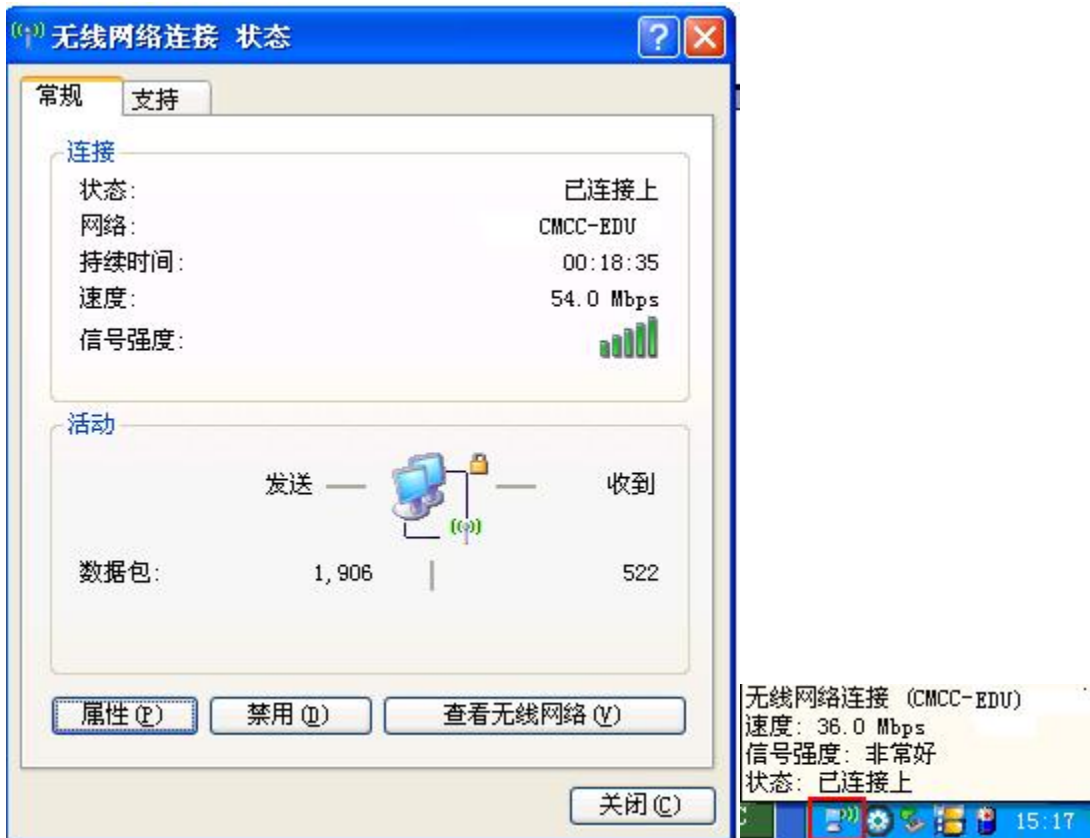 无线网络连接 状态
常规 支持
连接
状态: 已连接上
网络: CMCC-EDU
持续时间: 00:18:35
速度: 54.0 Mbps
信号强度:
活动
发送 收到
数据包: 1,906 522
属性(P) 禁用(D) 查看无线网络(V)
关闭(C)
无线网络连接 (CMCC-EDU)
速度: 36.0 Mbps
信号强度: 非常好
状态: 已连接上
15:17